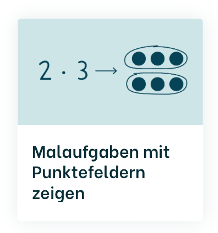 2 · 3 →
Malaufgaben mit
Punktefeldern
zeigen